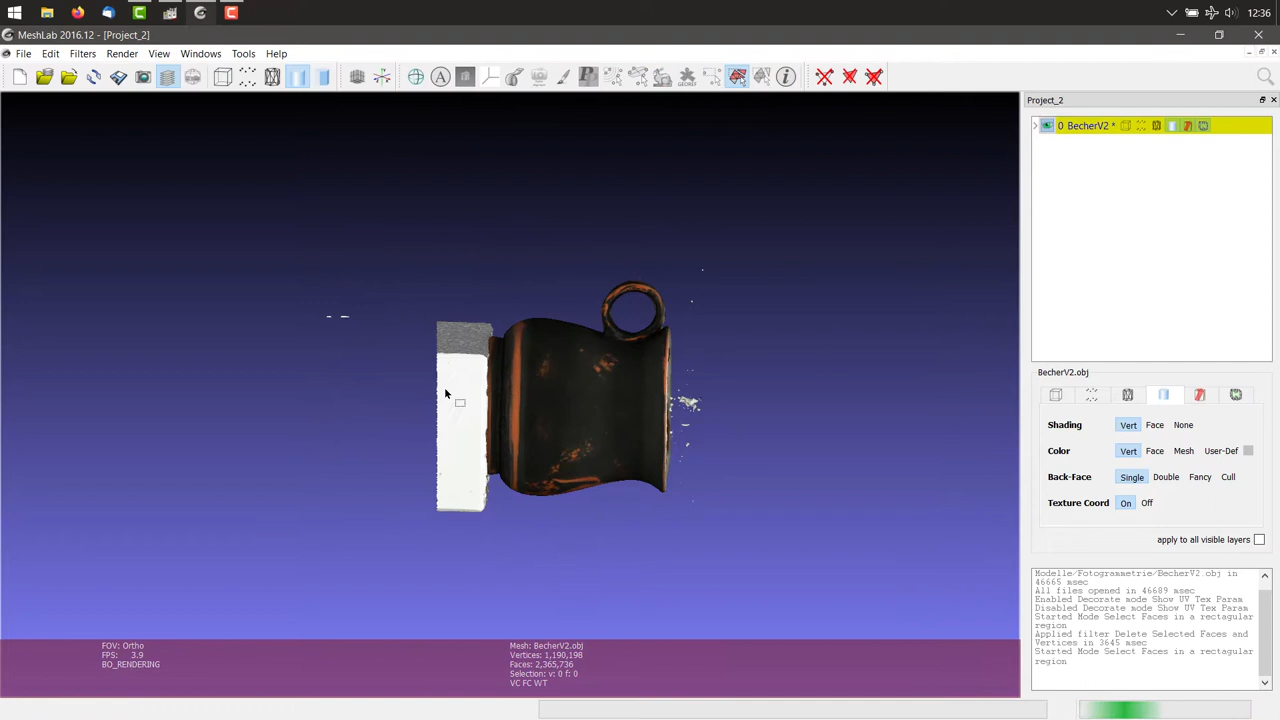 12:36
MeshLab 2016.12 - [Project_2]
File Edit Filters Render View Windows Tools Help
Project_2
0 BecherV2 *
BecherV2.obj
Shading Vert Face None
Color Vert Face Mesh User-Def
Back-Face Single Double Fancy Cull
Texture Coord On Off
apply to all visible layers
Modelle/Fotogrammetrie/BecherV2.obj in
46665 msec
All files opened in 46689 msec
Enabled Decorate mode Show UV Tex Param
Disabled Decorate mode Show UV Tex Param
Started Mode Select Faces in a rectagular
region
Applied filter Delete Selected Faces and
Vertices in 3645 msec
Started Mode Select Faces in a rectagular
region
FOV: Ortho
FPS: 3.9
BO_RENDERING
Mesh: BecherV2.obj
Vertices: 1,190,198
Faces: 2,365,736
Selection: v: 0 f: 0
VC FC WT